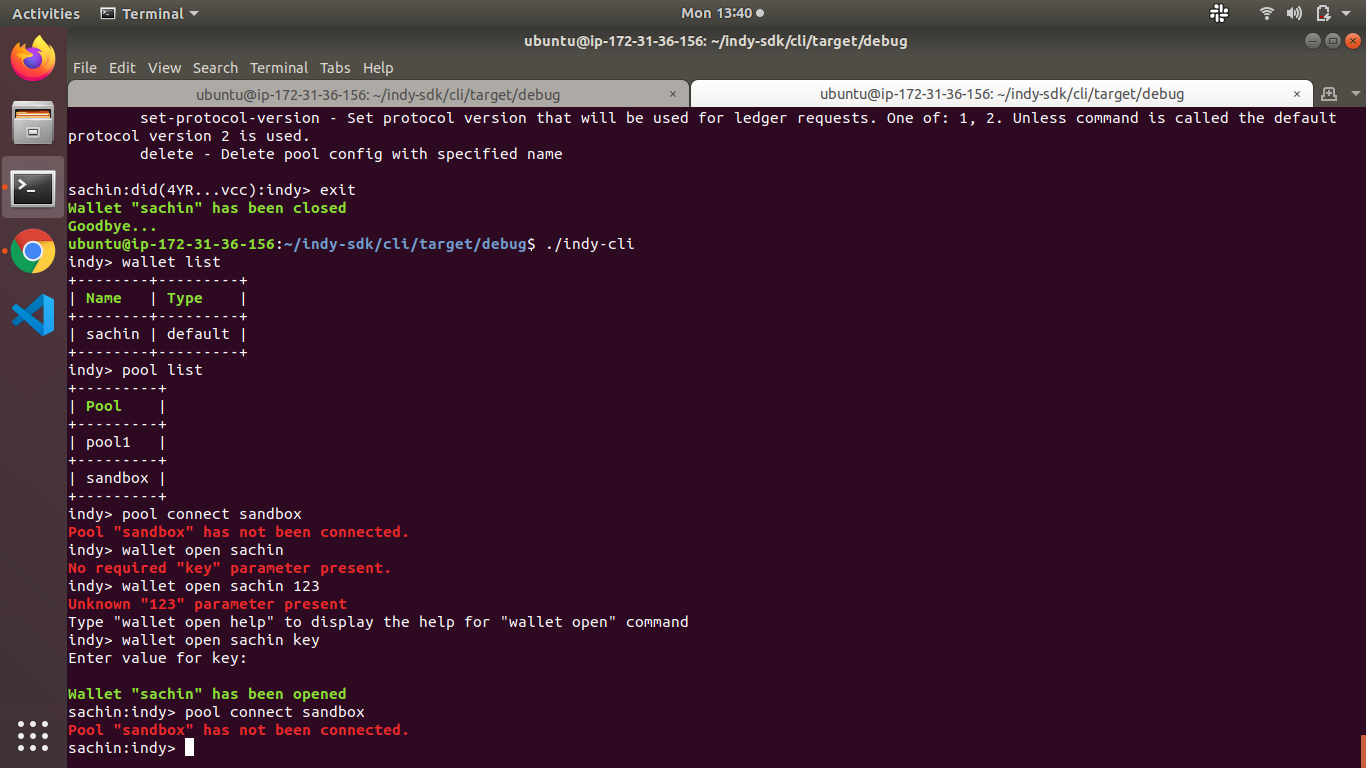 Activities Terminal Mon 13:40
ubuntu@ip-172-31-36-156: ~/indy-sdk/cli/target/debug
File Edit View Search Terminal Tabs Help
ubuntu@ip-172-31-36-156: ~/indy-sdk/cli/target/debug × ubuntu@ip-172-31-36-156: ~/indy-sdk/cli/target/debug ×
set-protocol-version - Set protocol version that will be used for ledger requests. One of: 1, 2. Unless command is called the default
protocol version 2 is used.
delete - Delete pool config with specified name
sachin:did(4YR...vcc):indy> exit
Wallet "sachin" has been closed
Goodbye...
ubuntu@ip-172-31-36-156:~/indy-sdk/cli/target/debug$ ./indy-cli
indy> wallet list
+--------+---------+
| Name   | Type    |
+--------+---------+
| sachin | default |
+--------+---------+
indy> pool list
+---------+
| Pool    |
+---------+
| pool1   |
+---------+
| sandbox |
+---------+
indy> pool connect sandbox
Pool "sandbox" has not been connected.
indy> wallet open sachin
No required "key" parameter present.
indy> wallet open sachin 123
Unknown "123" parameter present
Type "wallet open help" to display the help for "wallet open" command
indy> wallet open sachin key
Enter value for key:
Wallet "sachin" has been opened
sachin:indy> pool connect sandbox
Pool "sandbox" has not been connected.
sachin:indy>